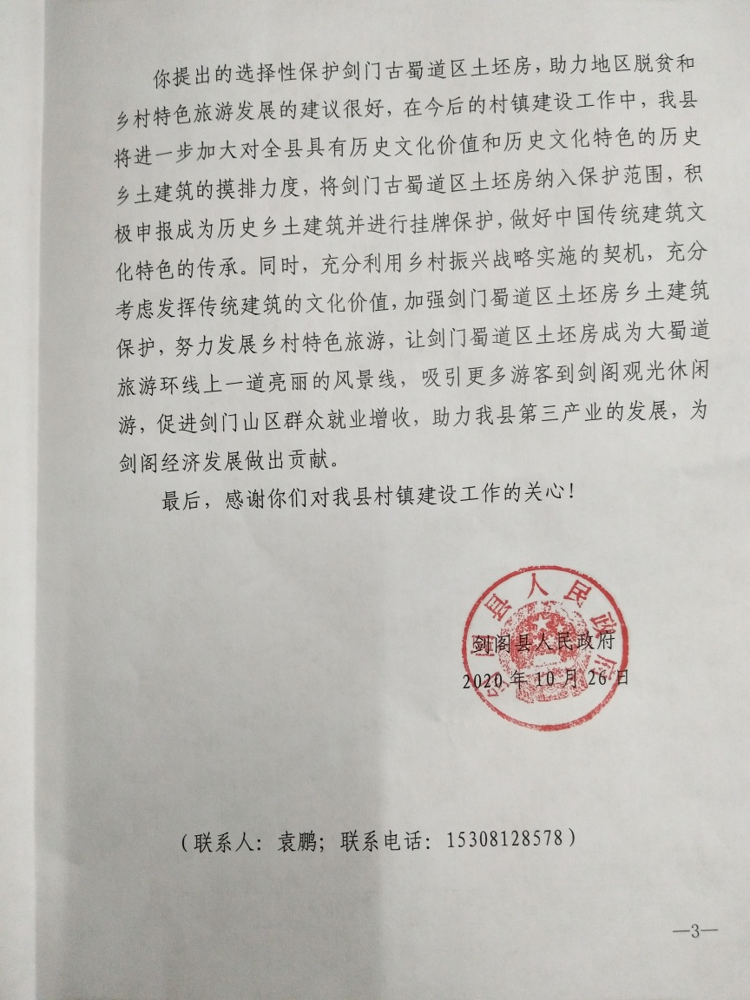 你提出的选择性保护剑门古蜀道区土坯房，助力地区脱贫和
乡村特色旅游发展的建议很好，在今后的村镇建设工作中，我县
将进一步加大对全县具有历史文化价值和历史文化特色的历史
乡土建筑的摸排力度，将剑门古蜀道区土坯房纳入保护范围，积
极申报成为历史乡土建筑并进行挂牌保护，做好中国传统建筑文
化特色的传承。同时，充分利用乡村振兴战略实施的契机，充分
考虑发挥传统建筑的文化价值，加强剑门蜀道区土坯房乡土建筑
保护，努力发展乡村特色旅游，让剑门蜀道区土坯房成为大蜀道
旅游环线上一道亮丽的风景线，吸引更多游客到剑阁观光休闲
游，促进剑门山区群众就业增收，助力我县第三产业的发展，为
剑阁经济发展做出贡献。
最后，感谢你们对我县村镇建设工作的关心！
剑阁县人民政府
剑阁县人民政府
2020年10月26日
（联系人：袁鹏；联系电话：15308128578）
—3—